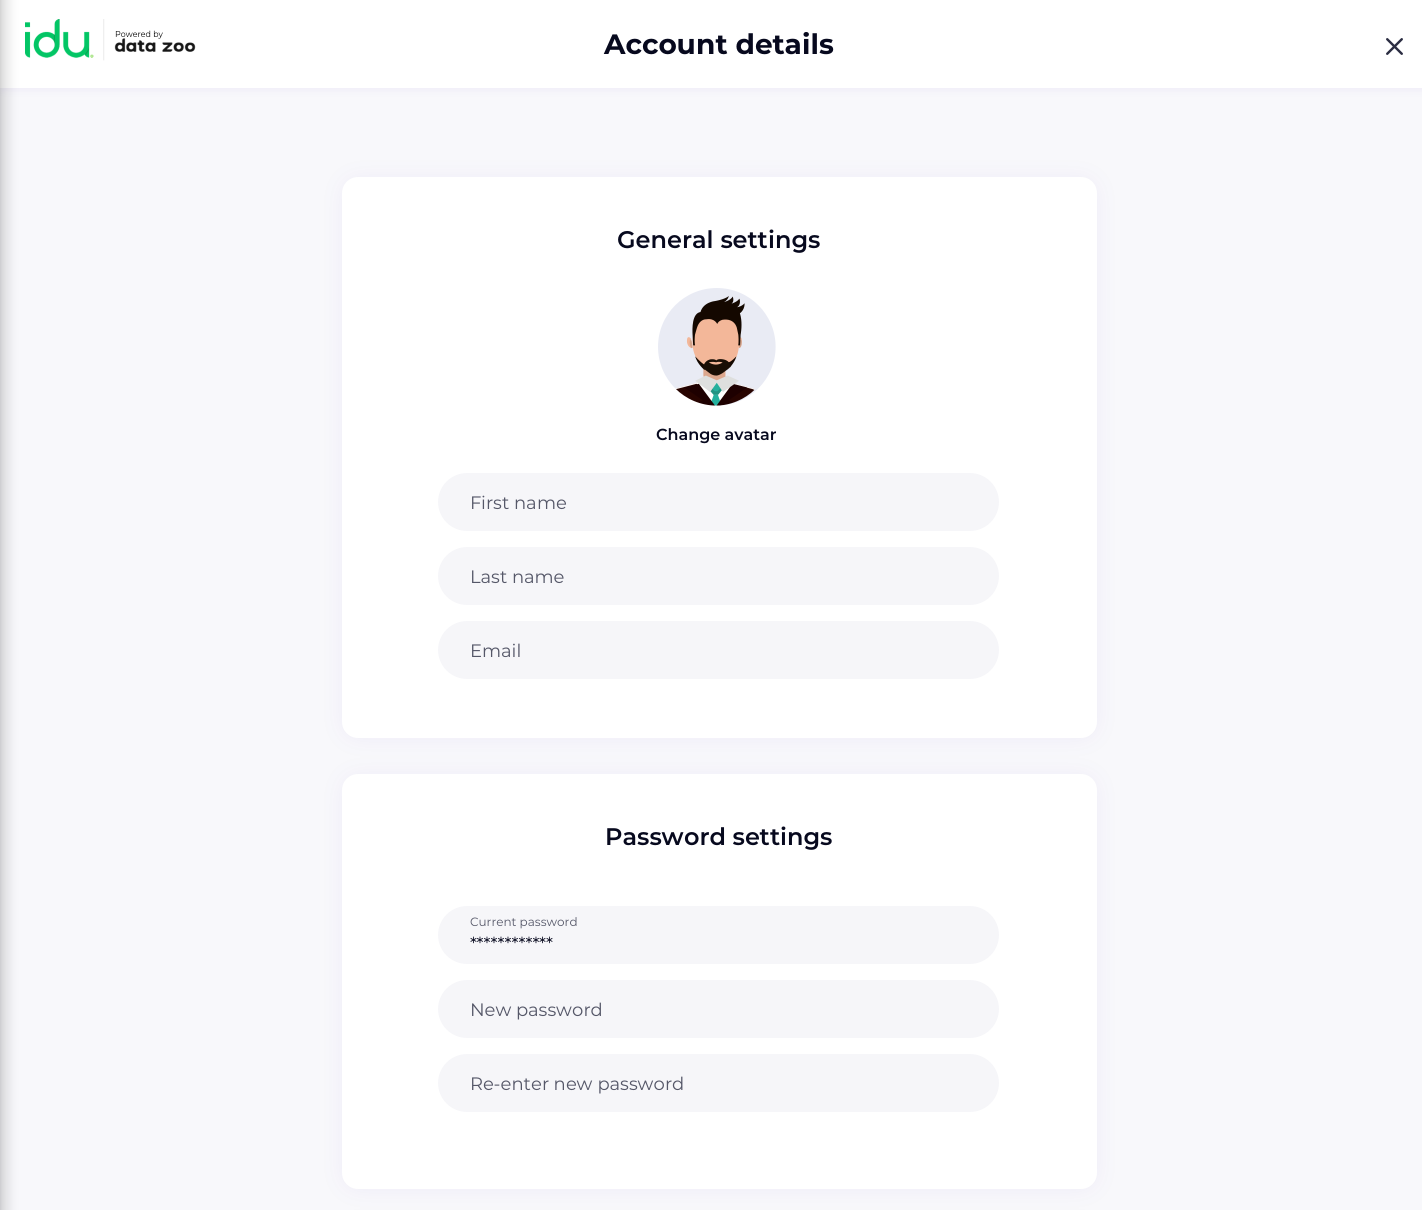 idu
Powered by
data zoo
Account details
General settings
Change avatar
First name
Last name
Email
Password settings
Current password
************
New password
Re-enter new password